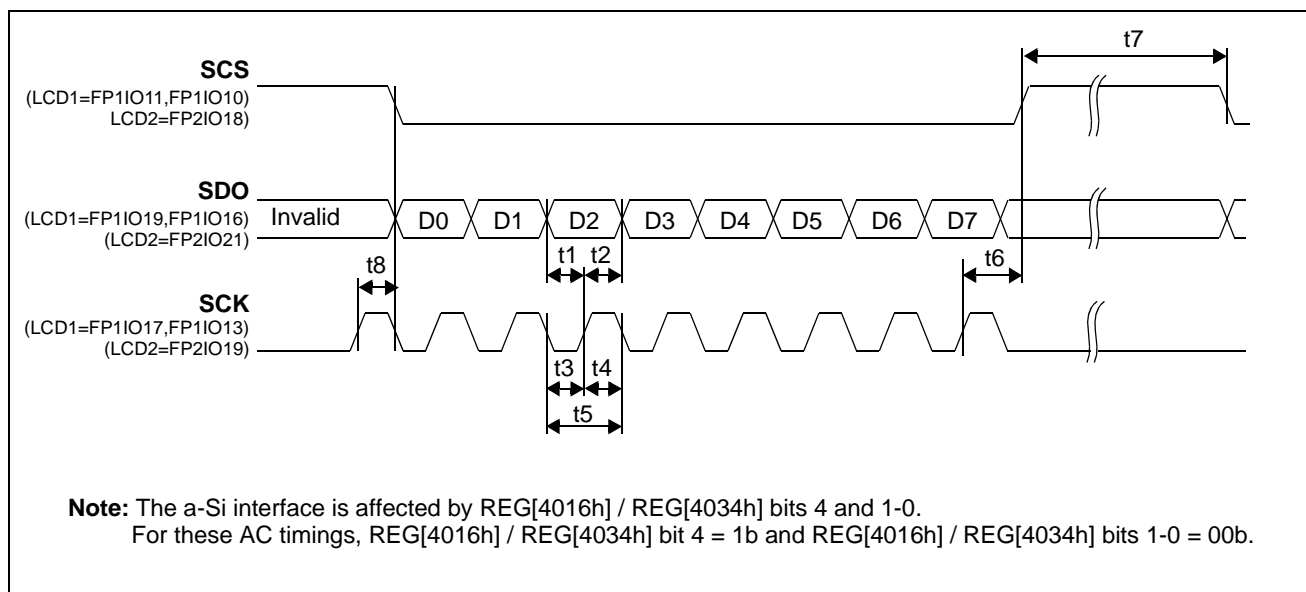 t7
SCS
(LCD1=FP1IO11,FP1IO10)
LCD2=FP2IO18)
SDO
(LCD1=FP1IO19,FP1IO16)
(LCD2=FP2IO21)
Invalid D0 D1 D2 D3 D4 D5 D6 D7
t1 t2
t8 t6
SCK
(LCD1=FP1IO17,FP1IO13)
(LCD2=FP2IO19)
t3 t4
t5
Note: The a-Si interface is affected by REG[4016h] / REG[4034h] bits 4 and 1-0.
For these AC timings, REG[4016h] / REG[4034h] bit 4 = 1b and REG[4016h] / REG[4034h] bits 1-0 = 00b.